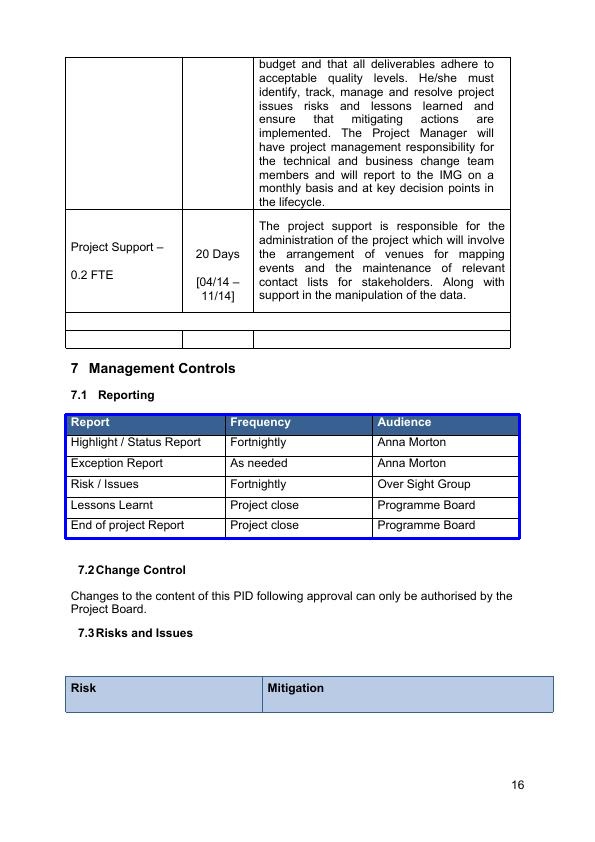 budget and that all deliverables adhere to
acceptable quality levels. He/she must
identify, track, manage and resolve project
issues risks and lessons learned and
ensure that mitigating actions are
implemented. The Project Manager will
have project management responsibility for
the technical and business change team
members and will report to the IMG on a
monthly basis and at key decision points in
the lifecycle.
Project Support –
0.2 FTE
20 Days
[04/14 –
11/14]
The project support is responsible for the
administration of the project which will involve
the arrangement of venues for mapping
events and the maintenance of relevant
contact lists for stakeholders. Along with
support in the manipulation of the data.
7 Management Controls
7.1 Reporting
Report Frequency Audience
Highlight / Status Report Fortnightly Anna Morton
Exception Report As needed Anna Morton
Risk / Issues Fortnightly Over Sight Group
Lessons Learnt Project close Programme Board
End of project Report Project close Programme Board
7.2 Change Control
Changes to the content of this PID following approval can only be authorised by the
Project Board.
7.3 Risks and Issues
Risk Mitigation
16